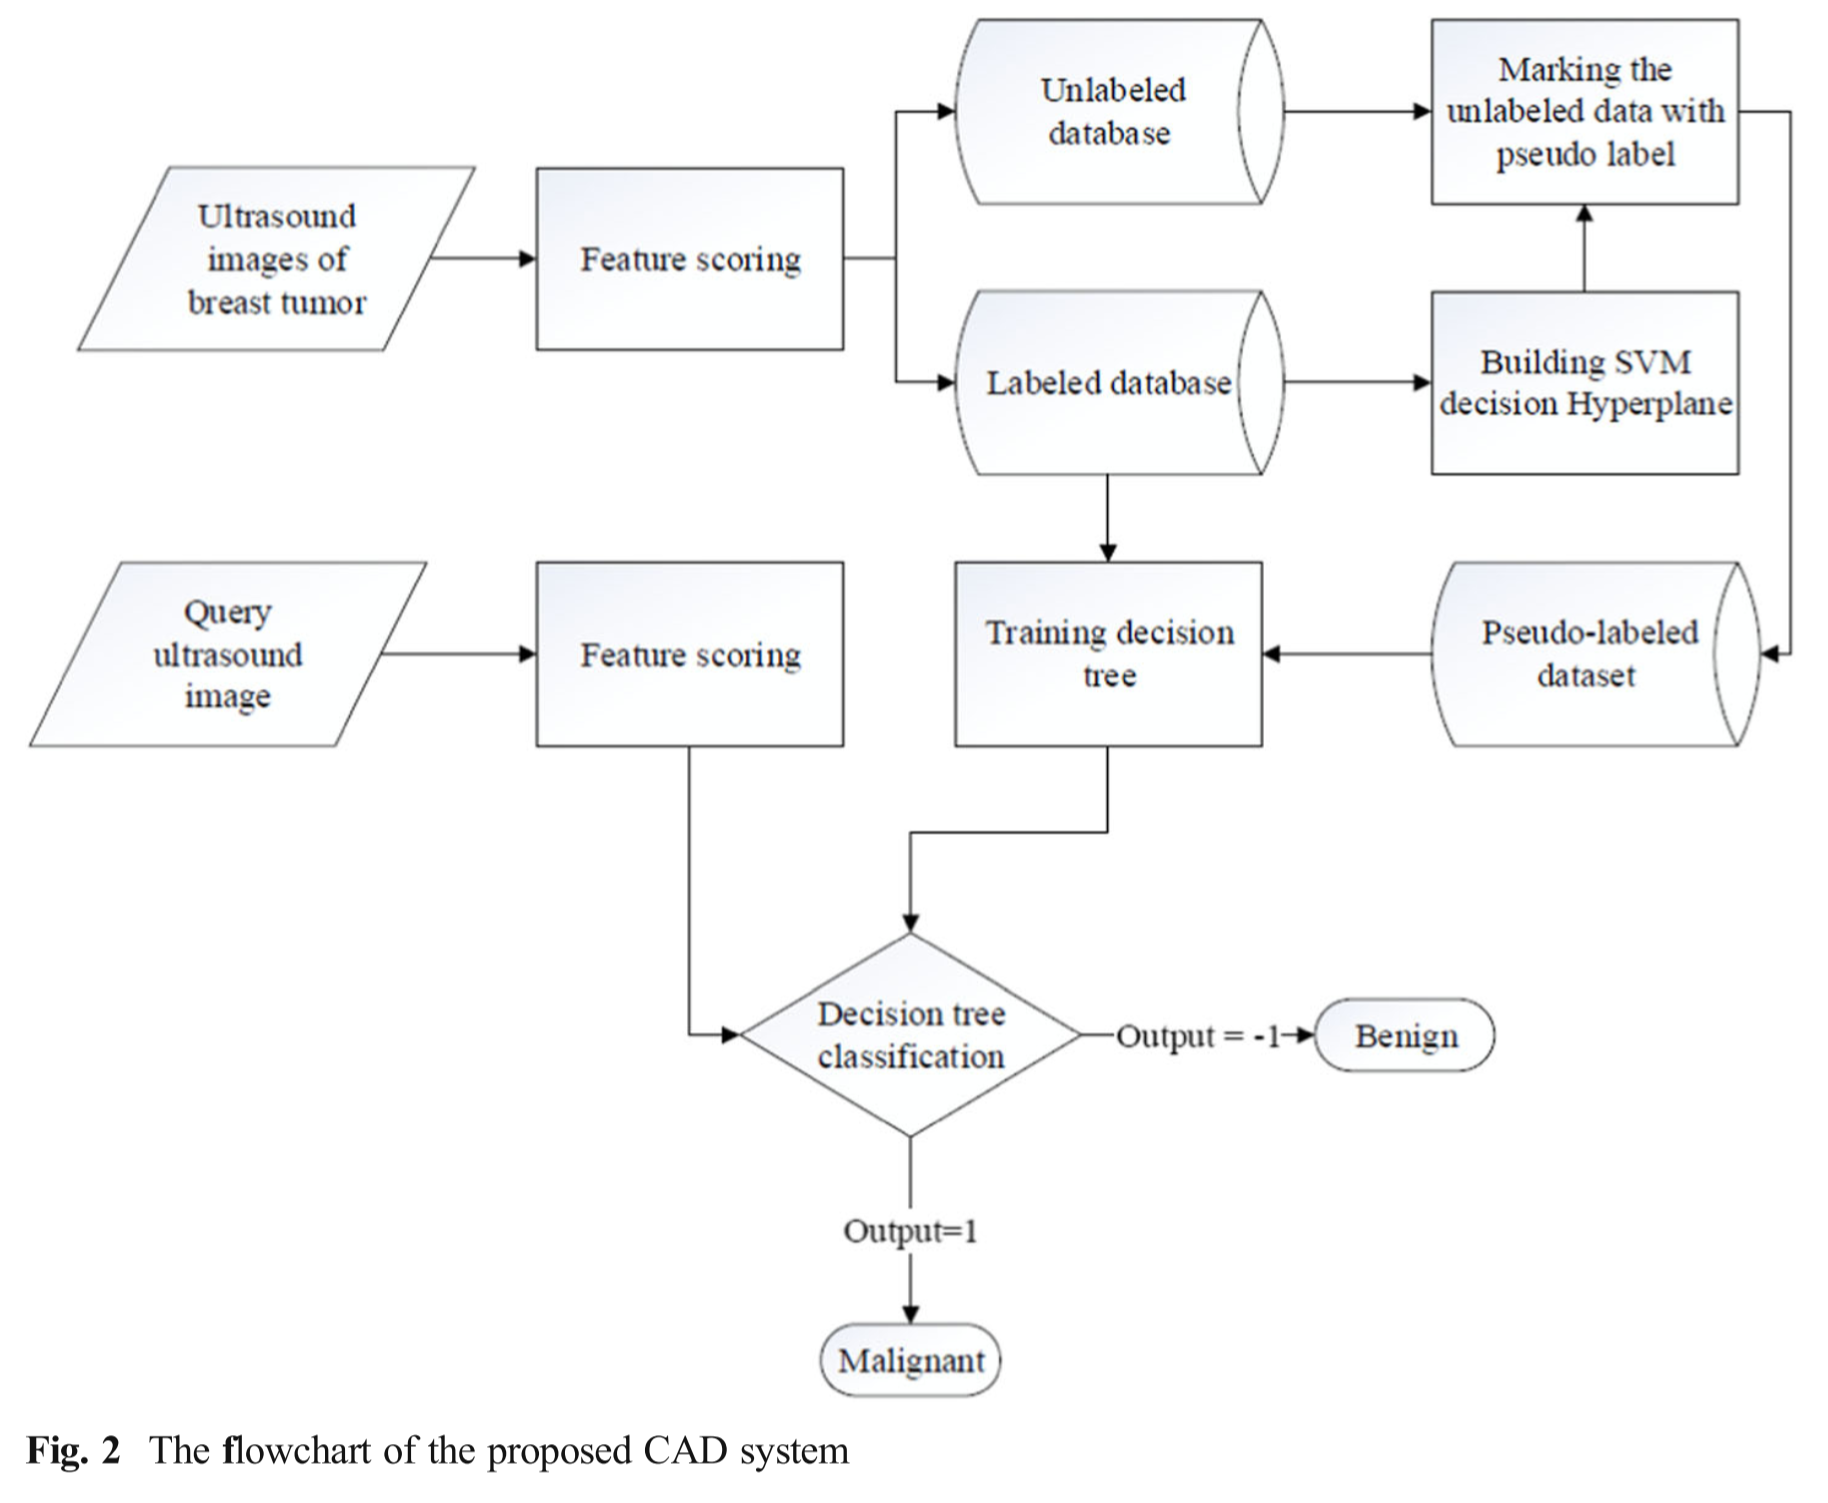 Unlabeled
database
Marking the
unlabeled data with
pseudo label
Ultrasound
images of
breast tumor
Feature scoring
Labeled database
Building SVM
decision Hyperplane
Query
ultrasound
image
Feature scoring
Training decision
tree
Pseudo-labeled
dataset
Decision tree
classification
Output = -1
Benign
Output=1
Malignant
Fig. 2 The flowchart of the proposed CAD system